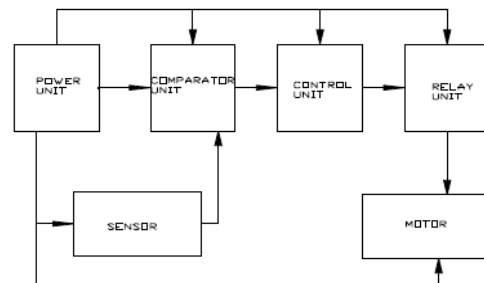 POWER
UNIT
COMPARATOR
UNIT
CONTROL
UNIT
RELAY
UNIT
SENSOR
MOTOR